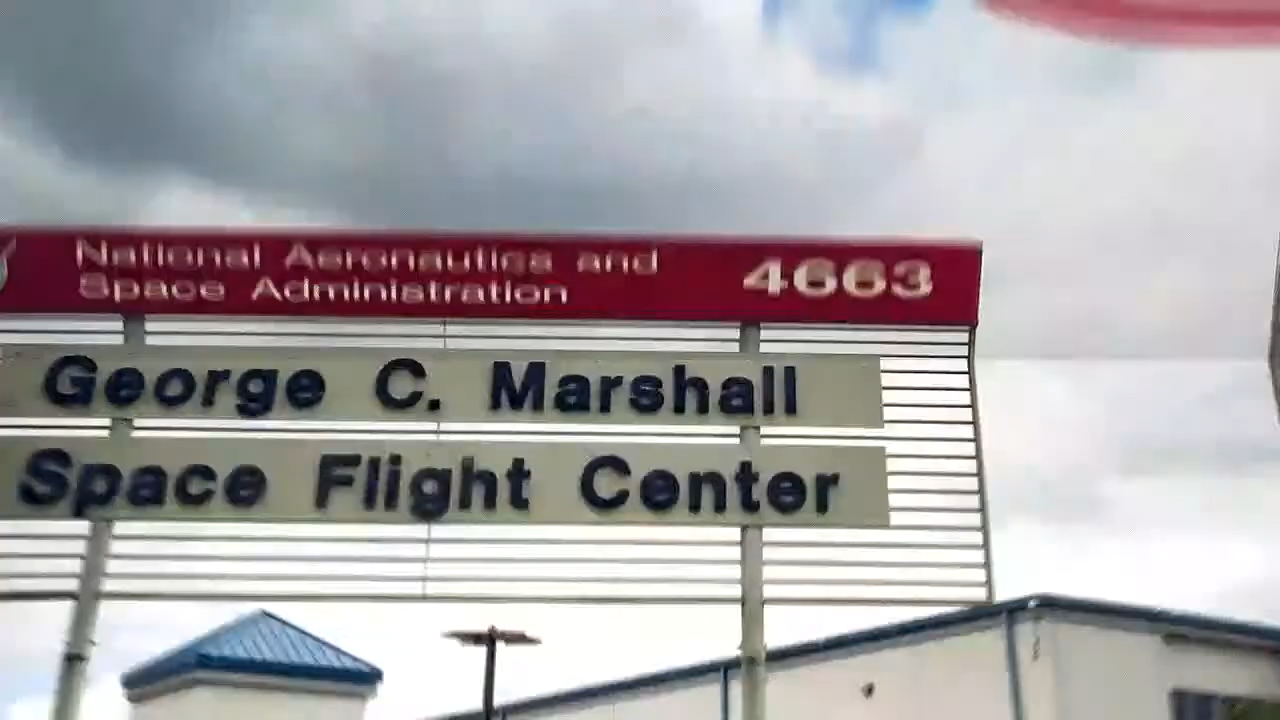 National Aeronautics and
Space Administration
4663
George C. Marshall
Space Flight Center